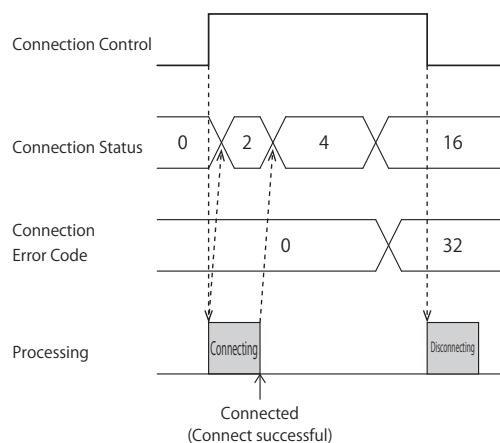 Connection Control
Connection Status
0
2
4
16
Connection
Error Code
0
32
Processing
Connecting
Disconnecting
Connected
(Connect successful)